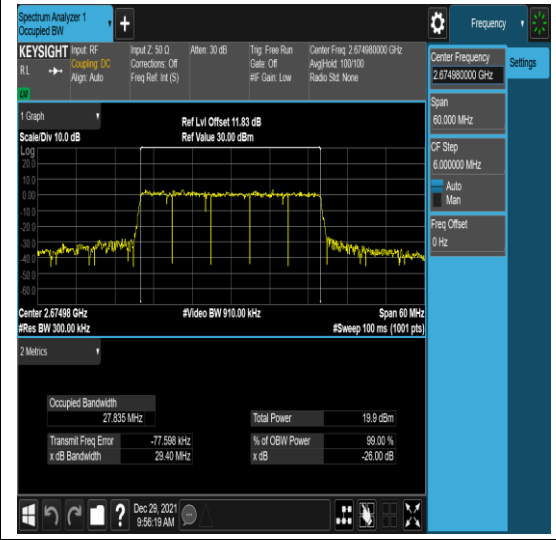 Spectrum Analyzer 1
Occupied BW
Frequency
KEYSIGHT
R L
LXI
Input: RF
Coupling: DC
Align: Auto
Input Z: 50 Ω
Corrections: Off
Freq Ref: Int (S)
Atten: 30 dB
Trig: Free Run
Gate: Off
#IF Gain: Low
Center Freq: 2.674980000 GHz
Avg|Hold: 100/100
Radio Std: None
Center Frequency
2.674980000 GHz
Settings
Span
60.000 MHz
CF Step
6.000000 MHz
Auto
Man
Freq Offset
0 Hz
1 Graph
Scale/Div 10.0 dB
Ref Lvl Offset 11.83 dB
Ref Value 30.00 dBm
Log
20.0
10.0
0.00
-10.0
-20.0
-30.0
-40.0
-50.0
-60.0
Center 2.67498 GHz
#Res BW 300.00 kHz
#Video BW 910.00 kHz
Span 60 MHz
#Sweep 100 ms (1001 pts)
2 Metrics
Occupied Bandwidth
27.835 MHz
Total Power 19.9 dBm
Transmit Freq Error -77.598 kHz
% of OBW Power 99.00 %
x dB Bandwidth 29.40 MHz
x dB -26.00 dB
Dec 29, 2021
9:56:19 AM